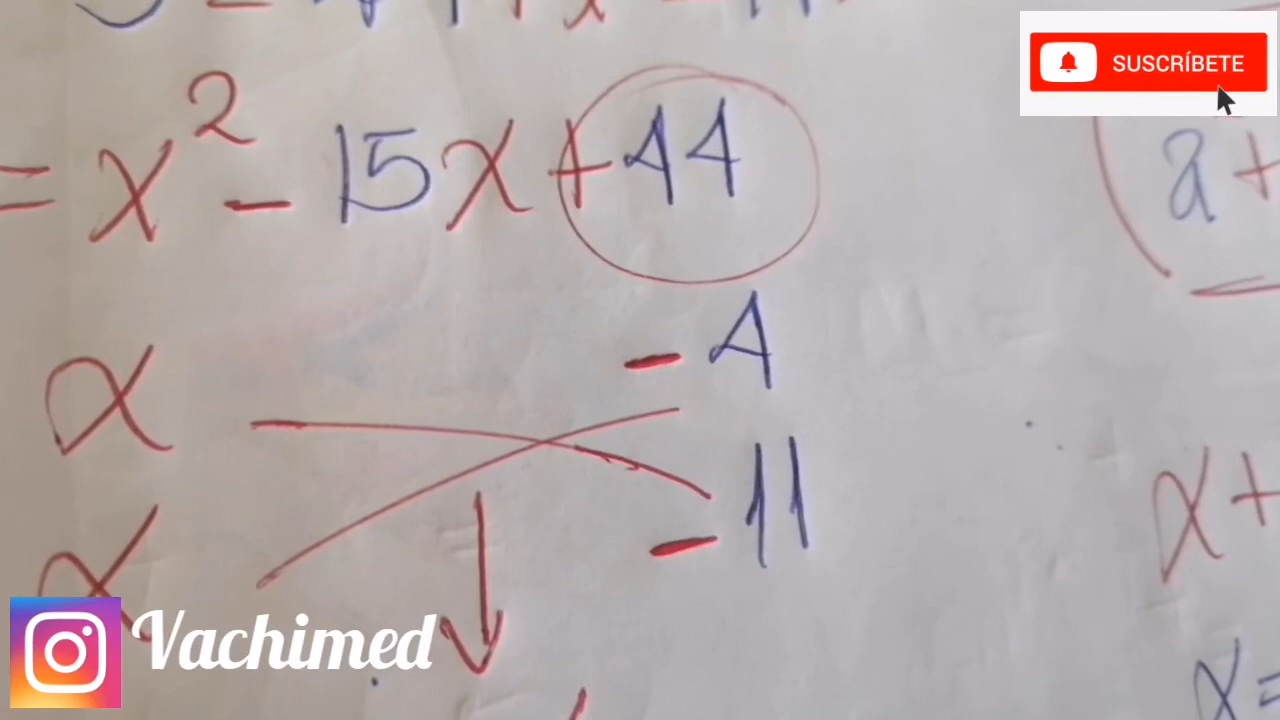 SUSCRÍBETE
= x² - 15x + 44
a +
x - 4
x - 11
x +
x =
Vachimed